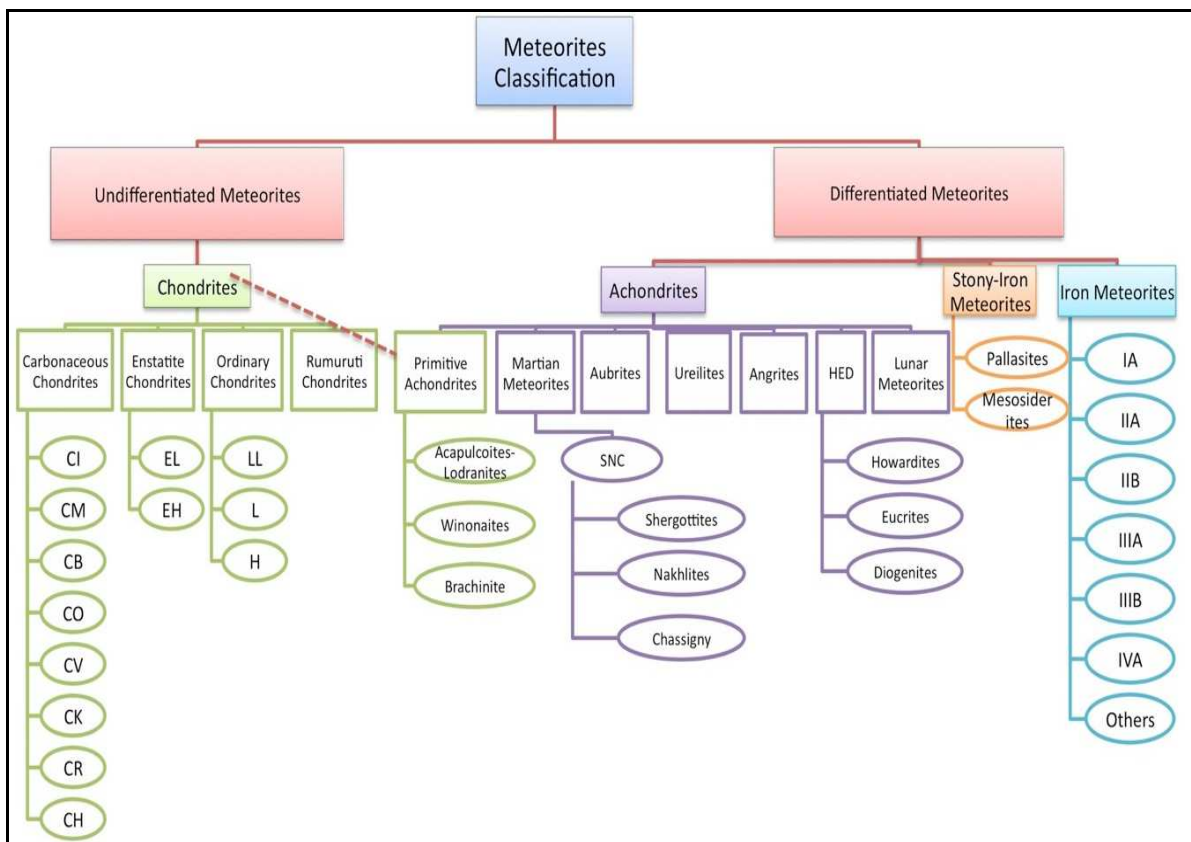 Meteorites
Classification
Undifferentiated Meteorites
Differentiated Meteorites
Chondrites
Achondrites
Stony-Iron
Meteorites
Iron Meteorites
Carbonaceous
Chondrites
Enstatite
Chondrites
Ordinary
Chondrites
Rumuruti
Chondrites
Primitive
Achondrites
Martian
Meteorites
Aubrites
Ureilites
Angrites
HED
Lunar
Meteorites
Pallasites
Mesosider
ites
CI
CM
CB
CO
CV
CK
CR
CH
EL
EH
LL
L
H
Acapulcoites-
Lodranites
Winonaites
Brachinite
SNC
Shergottites
Nakhlites
Chassigny
Howardites
Eucrites
Diogenites
IA
IIA
IIB
IIIA
IIIB
IVA
Others